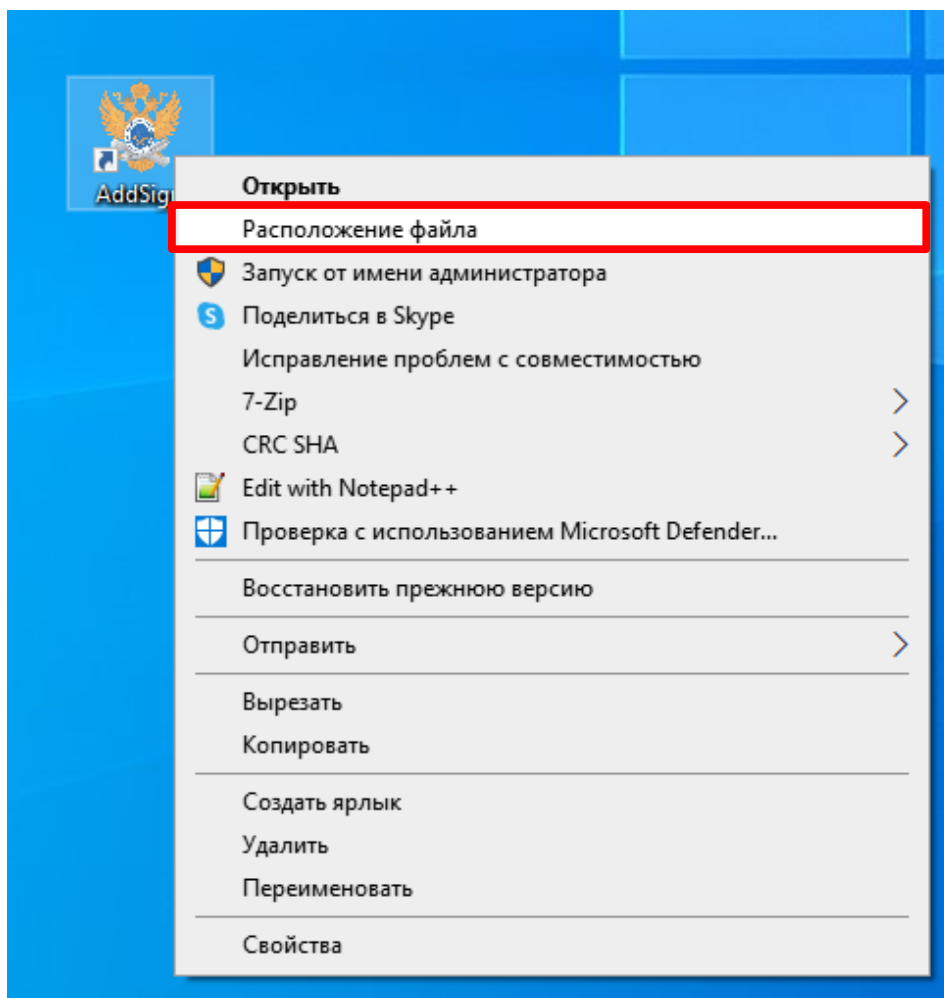 AddSig
Открыть
Расположение файла
Запуск от имени администратора
Поделиться в Skype
Исправление проблем с совместимостью
7-Zip
CRC SHA
Edit with Notepad++
Проверка с использованием Microsoft Defender...
Восстановить прежнюю версию
Отправить
Вырезать
Копировать
Создать ярлык
Удалить
Переименовать
Свойства